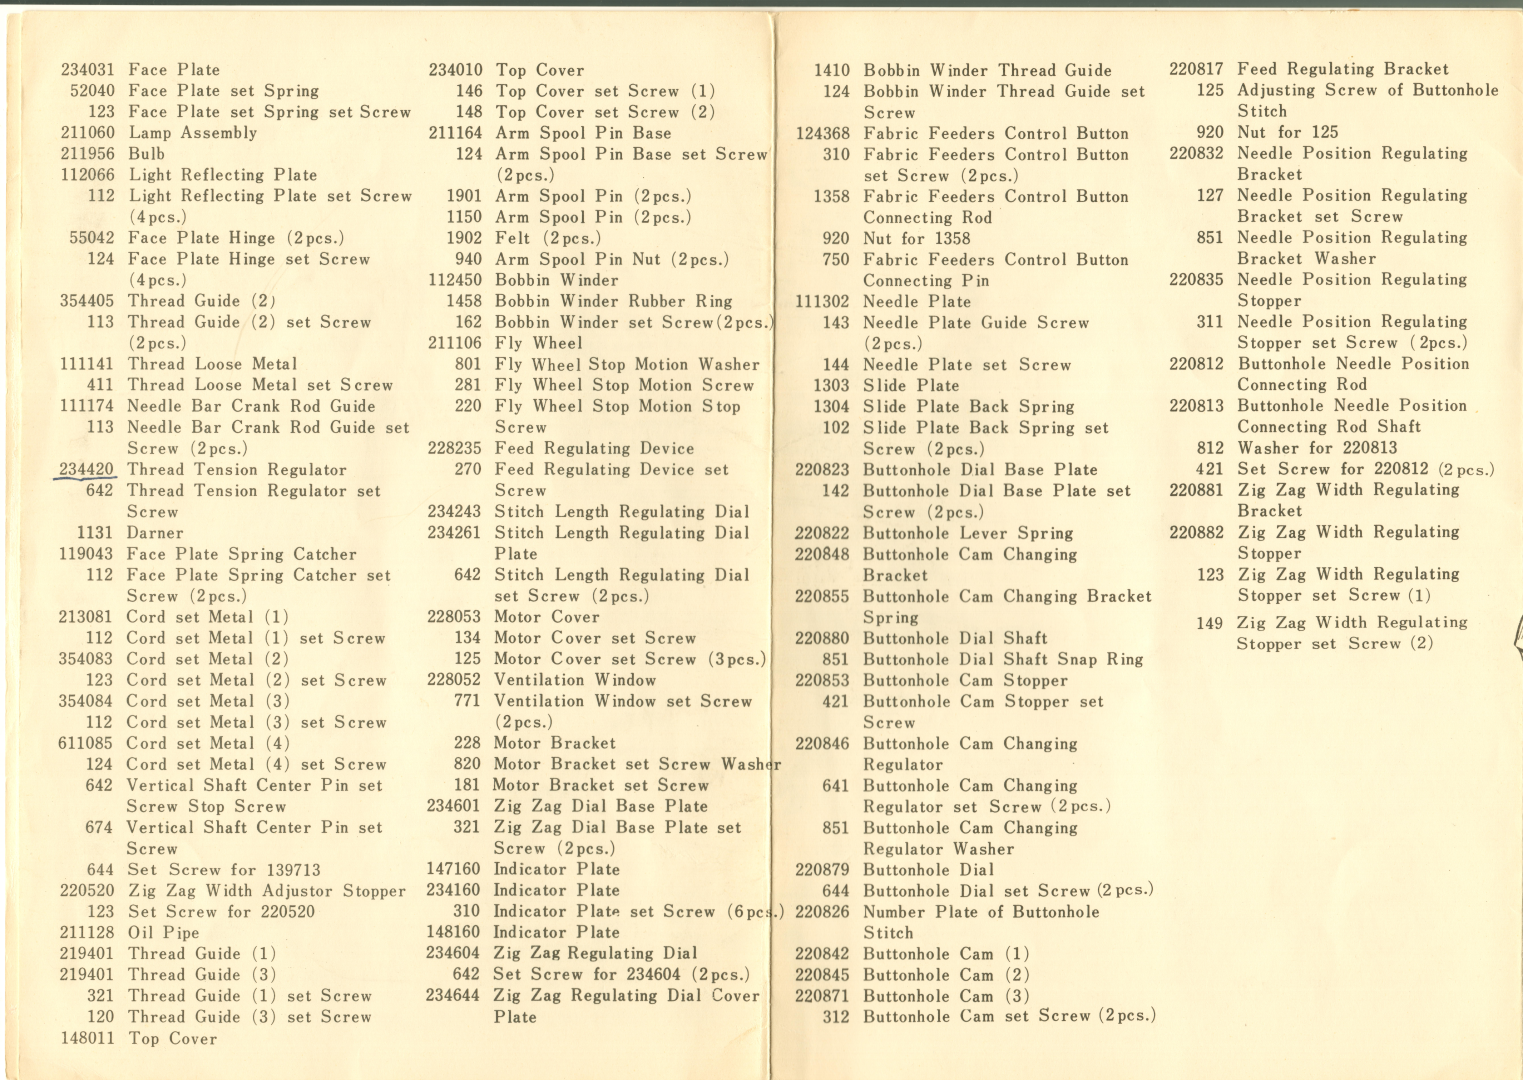 234031 Face Plate
52040 Face Plate set Spring
123 Face Plate set Spring set Screw
211060 Lamp Assembly
211956 Bulb
112066 Light Reflecting Plate
112 Light Reflecting Plate set Screw
(4pcs.)
55042 Face Plate Hinge (2pcs.)
124 Face Plate Hinge set Screw
(4pcs.)
354405 Thread Guide (2)
113 Thread Guide (2) set Screw
(2pcs.)
111141 Thread Loose Metal
411 Thread Loose Metal set Screw
111174 Needle Bar Crank Rod Guide
113 Needle Bar Crank Rod Guide set
Screw (2pcs.)
234420 Thread Tension Regulator
642 Thread Tension Regulator set
Screw
1131 Darner
119043 Face Plate Spring Catcher
112 Face Plate Spring Catcher set
Screw (2pcs.)
213081 Cord set Metal (1)
112 Cord set Metal (1) set Screw
354083 Cord set Metal (2)
123 Cord set Metal (2) set Screw
354084 Cord set Metal (3)
112 Cord set Metal (3) set Screw
611085 Cord set Metal (4)
124 Cord set Metal (4) set Screw
642 Vertical Shaft Center Pin set
Screw Stop Screw
674 Vertical Shaft Center Pin set
Screw
644 Set Screw for 139713
220520 Zig Zag Width Adjustor Stopper
123 Set Screw for 220520
211128 Oil Pipe
219401 Thread Guide (1)
219401 Thread Guide (3)
321 Thread Guide (1) set Screw
120 Thread Guide (3) set Screw
148011 Top Cover
234010 Top Cover
146 Top Cover set Screw (1)
148 Top Cover set Screw (2)
211164 Arm Spool Pin Base
124 Arm Spool Pin Base set Screw
(2pcs.)
1901 Arm Spool Pin (2pcs.)
1150 Arm Spool Pin (2pcs.)
1902 Felt (2pcs.)
940 Arm Spool Pin Nut (2pcs.)
112450 Bobbin Winder
1458 Bobbin Winder Rubber Ring
162 Bobbin Winder set Screw(2pcs.)
211106 Fly Wheel
801 Fly Wheel Stop Motion Washer
281 Fly Wheel Stop Motion Screw
220 Fly Wheel Stop Motion Stop
Screw
228235 Feed Regulating Device
270 Feed Regulating Device set
Screw
234243 Stitch Length Regulating Dial
234261 Stitch Length Regulating Dial
Plate
642 Stitch Length Regulating Dial
set Screw (2pcs.)
228053 Motor Cover
134 Motor Cover set Screw
125 Motor Cover set Screw (3pcs.)
228052 Ventilation Window
771 Ventilation Window set Screw
(2pcs.)
228 Motor Bracket
820 Motor Bracket set Screw Washer
181 Motor Bracket set Screw
234601 Zig Zag Dial Base Plate
321 Zig Zag Dial Base Plate set
Screw (2pcs.)
147160 Indicator Plate
234160 Indicator Plate
310 Indicator Plate set Screw (6pcs.)
148160 Indicator Plate
234604 Zig Zag Regulating Dial
642 Set Screw for 234604 (2pcs.)
234644 Zig Zag Regulating Dial Cover
Plate
1410 Bobbin Winder Thread Guide
124 Bobbin Winder Thread Guide set
Screw
124368 Fabric Feeders Control Button
310 Fabric Feeders Control Button
set Screw (2pcs.)
1358 Fabric Feeders Control Button
Connecting Rod
920 Nut for 1358
750 Fabric Feeders Control Button
Connecting Pin
111302 Needle Plate
143 Needle Plate Guide Screw
(2pcs.)
144 Needle Plate set Screw
1303 Slide Plate
1304 Slide Plate Back Spring
102 Slide Plate Back Spring set
Screw (2pcs.)
220823 Buttonhole Dial Base Plate
142 Buttonhole Dial Base Plate set
Screw (2pcs.)
220822 Buttonhole Lever Spring
220848 Buttonhole Cam Changing
Bracket
220855 Buttonhole Cam Changing Bracket
Spring
220880 Buttonhole Dial Shaft
851 Buttonhole Dial Shaft Snap Ring
220853 Buttonhole Cam Stopper
421 Buttonhole Cam Stopper set
Screw
220846 Buttonhole Cam Changing
Regulator
641 Buttonhole Cam Changing
Regulator set Screw (2pcs.)
851 Buttonhole Cam Changing
Regulator Washer
220879 Buttonhole Dial
644 Buttonhole Dial set Screw (2pcs.)
220826 Number Plate of Buttonhole
Stitch
220842 Buttonhole Cam (1)
220845 Buttonhole Cam (2)
220871 Buttonhole Cam (3)
312 Buttonhole Cam set Screw (2pcs.)
220817 Feed Regulating Bracket
125 Adjusting Screw of Buttonhole
Stitch
920 Nut for 125
220832 Needle Position Regulating
Bracket
127 Needle Position Regulating
Bracket set Screw
851 Needle Position Regulating
Bracket Washer
220835 Needle Position Regulating
Stopper
311 Needle Position Regulating
Stopper set Screw (2pcs.)
220812 Buttonhole Needle Position
Connecting Rod
220813 Buttonhole Needle Position
Connecting Rod Shaft
812 Washer for 220813
421 Set Screw for 220812 (2pcs.)
220881 Zig Zag Width Regulating
Bracket
220882 Zig Zag Width Regulating
Stopper
123 Zig Zag Width Regulating
Stopper set Screw (1)
149 Zig Zag Width Regulating
Stopper set Screw (2)